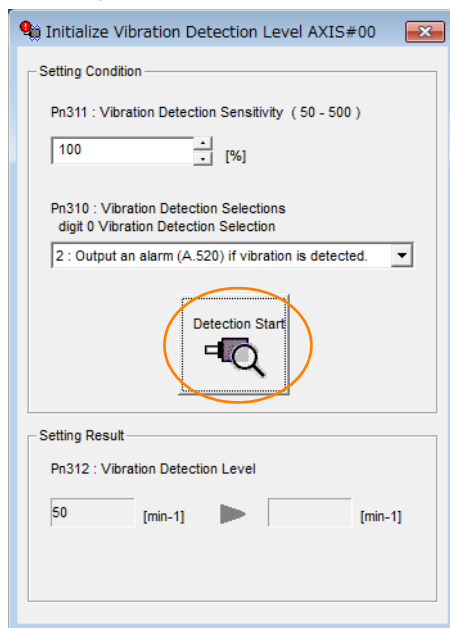 Initialize Vibration Detection Level AXIS#00
Setting Condition
Pn311 : Vibration Detection Sensitivity ( 50 - 500 )
100 [%]
Pn310 : Vibration Detection Selections
digit 0 Vibration Detection Selection
2 : Output an alarm (A.520) if vibration is detected.
Detection Start
Setting Result
Pn312 : Vibration Detection Level
50 [min-1] [min-1]